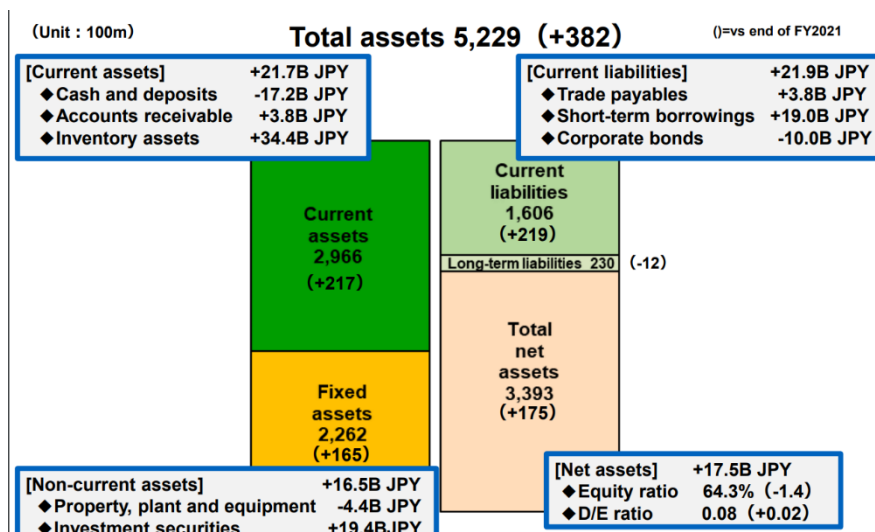 (Unit : 100m)
Total assets 5,229 (+382)
()=vs end of FY2021
[Current assets] +21.7B JPY
◆Cash and deposits -17.2B JPY
◆Accounts receivable +3.8B JPY
◆Inventory assets +34.4B JPY
[Current liabilities] +21.9B JPY
◆Trade payables +3.8B JPY
◆Short-term borrowings +19.0B JPY
◆Corporate bonds -10.0B JPY
Current
assets
2,966
(+217)
Current
liabilities
1,606
(+219)
Long-term liabilities 230 (-12)
Total
net
assets
3,393
(+175)
Fixed
assets
2,262
(+165)
[Non-current assets] +16.5B JPY
◆Property, plant and equipment -4.4B JPY
◆Investment securities +19.4BJPY
[Net assets] +17.5B JPY
◆Equity ratio 64.3% (-1.4)
◆D/E ratio 0.08 (+0.02)